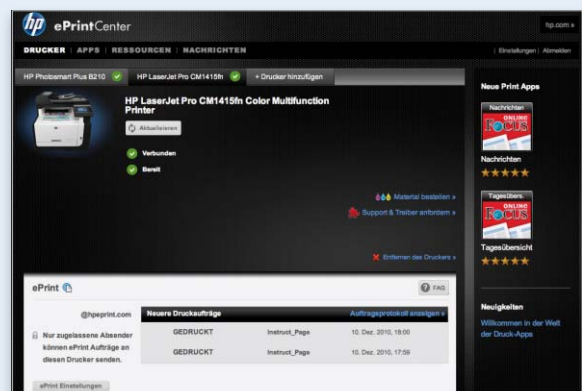 hp ePrintCenter
hp.com »
DRUCKER | APPS | RESSOURCEN | NACHRICHTEN
| Einstellungen | Abmelden
HP Photosmart Plus B210
HP LaserJet Pro CM1415fn
+ Drucker hinzufügen
HP LaserJet Pro CM1415fn Color Multifunction
Printer
Aktualisieren
Verbunden
Bereit
Material bestellen »
Support & Treiber anfordern »
Entfernen des Druckers »
Neue Print Apps
Nachrichten
ONLINE
FOCUS
Nachrichten
Tagesübers.
ONLINE
FOCUS
Tagesübersicht
Neuigkeiten
Willkommen in der Welt
der Druck-Apps
ePrint
FAQ
@hpeprint.com
Nur zugelassene Absender
können ePrint Aufträge an
diesen Drucker senden.
ePrint Einstellungen
Neuere Druckaufträge
Auftragsprotokoll anzeigen »
GEDRUCKT Instruct_Page 10. Dez. 2010, 18:00
GEDRUCKT Instruct_Page 10. Dez. 2010, 17:59